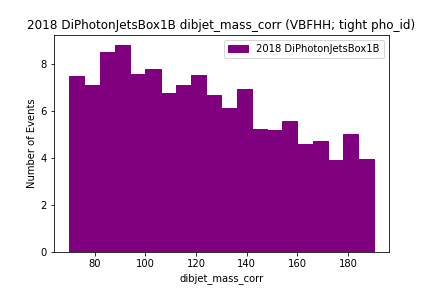 2018 DiPhotonJetsBox1B dibjet_mass_corr (VBFHH; tight pho_id)
2018 DiPhotonJetsBox1B
8
6
4
2
0
Number of Events
80 100 120 140 160 180
dibjet_mass_corr